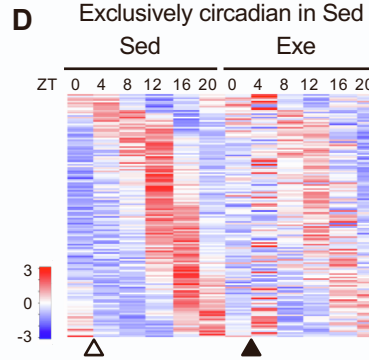 D
Exclusively circadian in Sed
Sed Exe
ZT 0 4 8 12 16 20 0 4 8 12 16 20
3
0
-3